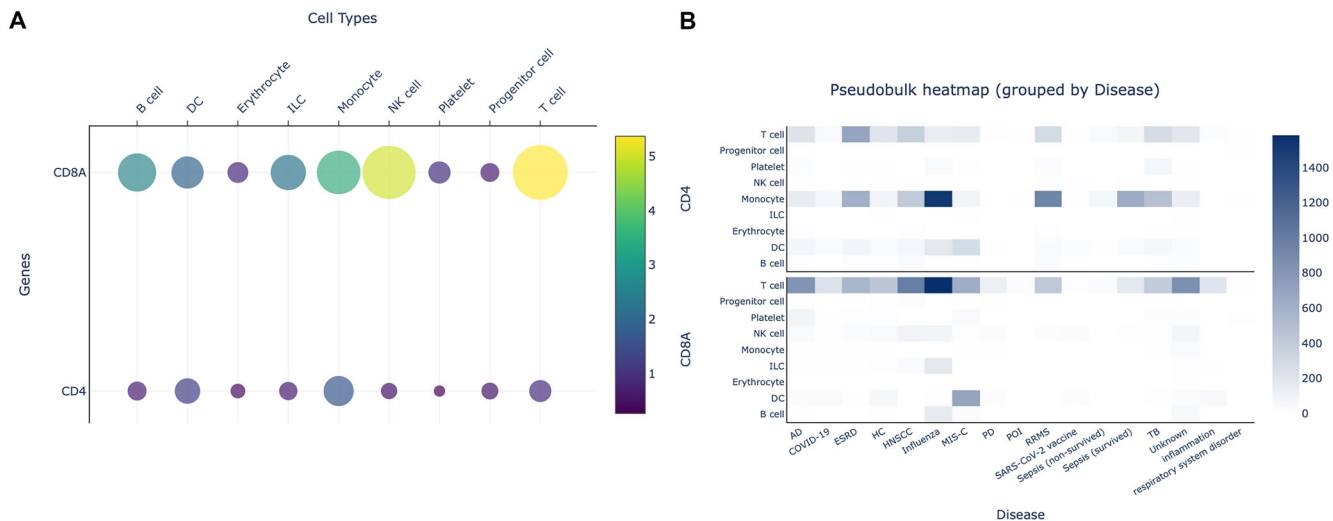 A
Cell Types
B cell
DC
Erythrocyte
ILC
Monocyte
NK cell
Platelet
Progenitor cell
T cell
Genes
CD8A
CD4
5
4
3
2
1
B
Pseudobulk heatmap (grouped by Disease)
CD4
T cell
Progenitor cell
Platelet
NK cell
Monocyte
ILC
Erythrocyte
DC
B cell
CD8A
T cell
Progenitor cell
Platelet
NK cell
Monocyte
ILC
Erythrocyte
DC
B cell
1400
1200
1000
800
600
400
200
0
AD
COVID-19
ESRD
HC
HNSCC
Influenza
MIS-C
PD
POI
RRMS
SARS-CoV-2 vaccine
Sepsis (non-survived)
Sepsis (survived)
TB
Unknown
inflammation
respiratory system disorder
Disease